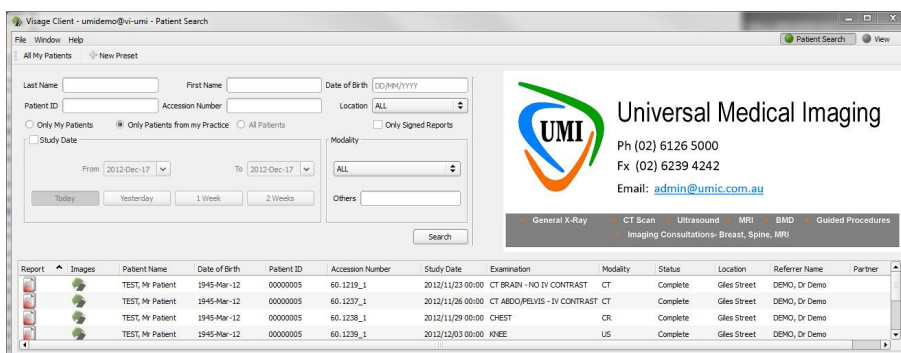 Visage Client - umidemo@vi-umi - Patient Search
File Window Help
Patient Search View
All My Patients New Preset
Last Name First Name Date of Birth DD/MM/YYYY
Patient ID Accession Number Location ALL
Only My Patients Only Patients from my Practice All Patients Only Signed Reports
Study Date Modality
From 2012-Dec-17 To 2012-Dec-17 ALL
Today Yesterday 1 Week 2 Weeks Others
Search
UMI
Universal Medical Imaging
Ph (02) 6126 5000
Fx (02) 6239 4242
Email: admin@umic.com.au
General X-Ray CT Scan Ultrasound MRI BMD Guided Procedures
Imaging Consultations- Breast, Spine, MRI
Report Images Patient Name Date of Birth Patient ID Accession Number Study Date Examination Modality Status Location Referrer Name Partner
TEST, Mr Patient 1945-Mar-12 00000005 60.1219_1 2012/11/23 00:00 CT BRAIN - NO IV CONTRAST CT Complete Giles Street DEMO, Dr Demo
TEST, Mr Patient 1945-Mar-12 00000005 60.1237_1 2012/11/26 00:00 CT ABDO/PELVIS - IV CONTRAST CT Complete Giles Street DEMO, Dr Demo
TEST, Mr Patient 1945-Mar-12 00000005 60.1238_1 2012/11/29 00:00 CHEST CR Complete Giles Street DEMO, Dr Demo
TEST, Mr Patient 1945-Mar-12 00000005 60.1239_1 2012/12/03 00:00 KNEE US Complete Giles Street DEMO, Dr Demo